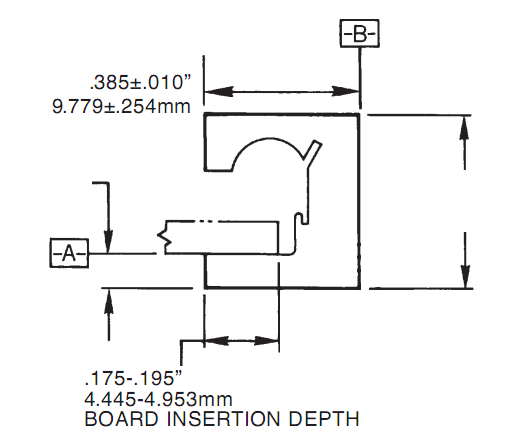 -B-
.385±.010”
9.779±.254mm
-A-
.175-.195”
4.445-4.953mm
BOARD INSERTION DEPTH